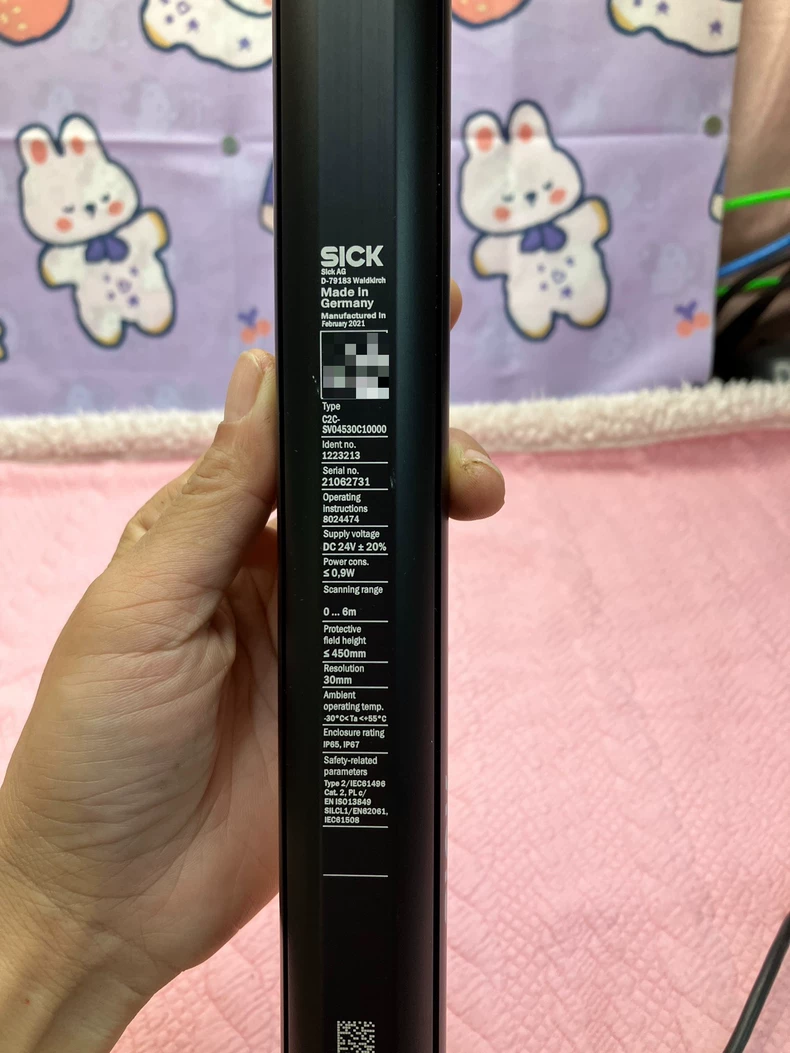 SICK
Sick AG
D-79183 Waldkirch
Made in
Germany
Manufactured in
February 2021
Type
C2C-
SV04530C10000
Ident no.
1223213
Serial no.
21062731
Operating
instructions
8024474
Supply voltage
DC 24V ± 20%
Power cons.
≤ 0,9W
Scanning range
0 ... 6m
Protective
field height
≤ 450mm
Resolution
30mm
Ambient
operating temp.
-30°C< Ta <+55°C
Enclosure rating
IP65, IP67
Safety-related
parameters
Type 2/IEC61496
Cat. 2, PL c/
EN ISO13849
SILCL1/EN62061,
IEC61508